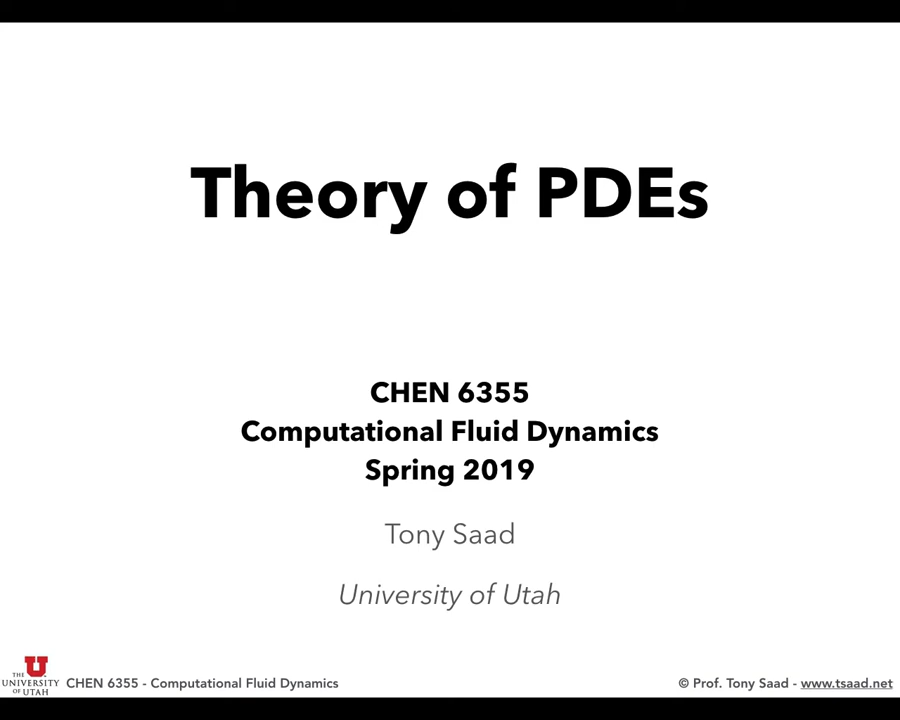 Theory of PDEs
CHEN 6355
Computational Fluid Dynamics
Spring 2019
Tony Saad
University of Utah
THE
U
UNIVERSITY
OF UTAH
CHEN 6355 - Computational Fluid Dynamics
© Prof. Tony Saad - www.tsaad.net